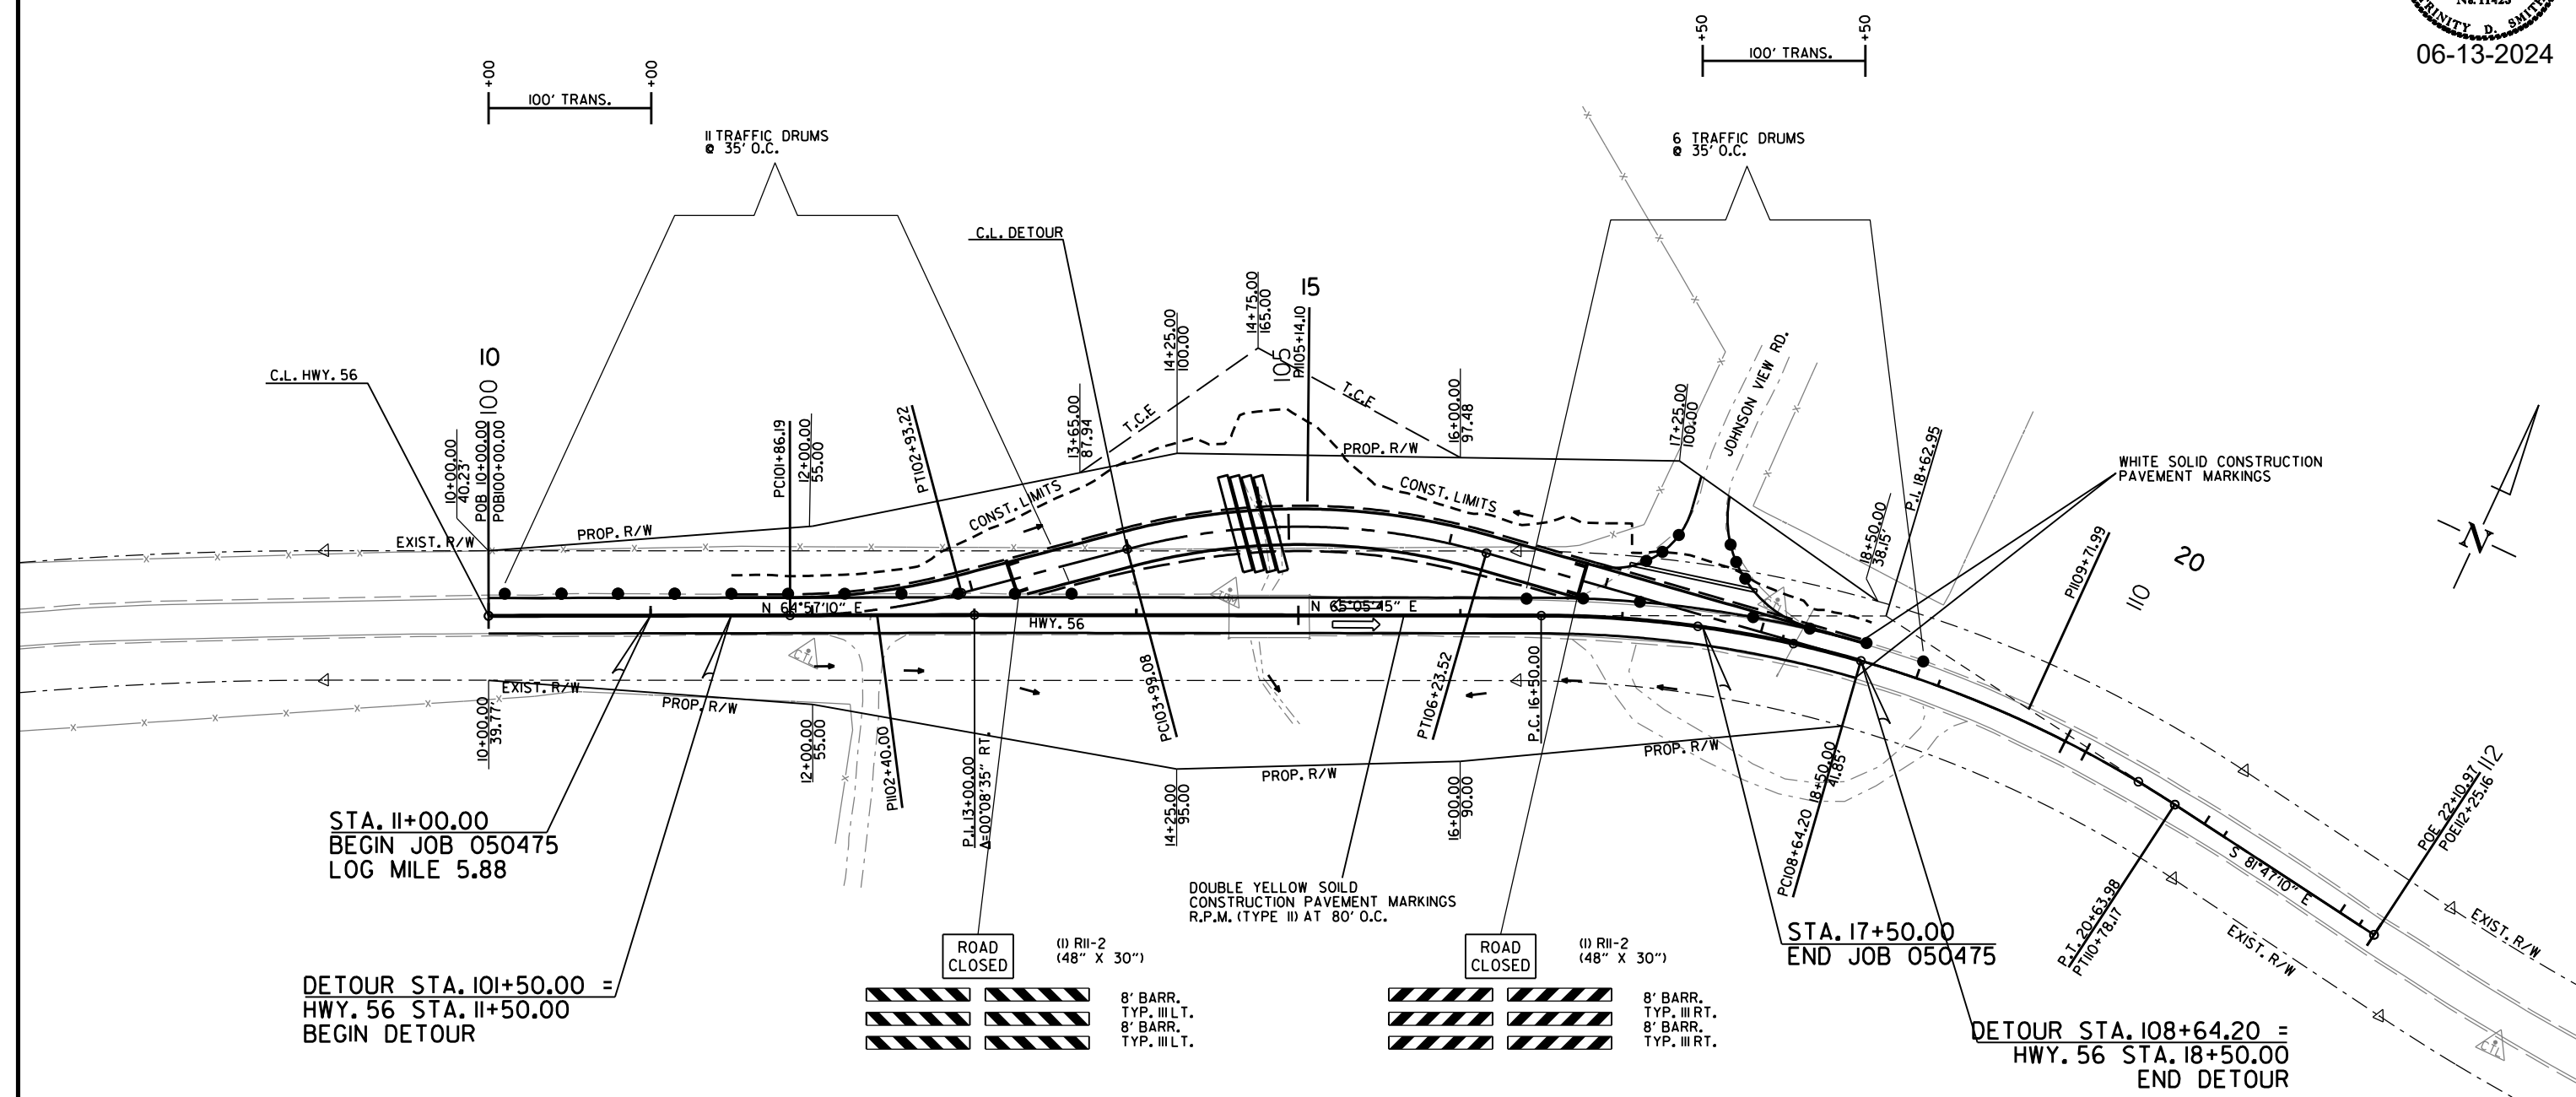 No. 11425
TRINITY D. SMITH
06-13-2024
+00
+00
100' TRANS.
+50
+50
100' TRANS.
11 TRAFFIC DRUMS
@ 35' O.C.
6 TRAFFIC DRUMS
@ 35' O.C.
C.L. DETOUR
C.L. HWY. 56
10
100
15
105
20
110
112
10+00.00
40.23'
POB 10+00.00
POB100+00.00
PC101+86.19
12+00.00
55.00
PT102+93.22
13+65.00
87.94
14+25.00
100.00
14+75.00
165.00
PI105+14.10
16+00.00
97.48
17+25.00
100.00
JOHNSON VIEW RD.
18+50.00
38.15'
P.I. 18+62.95
WHITE SOLID CONSTRUCTION
PAVEMENT MARKINGS
PI109+71.99
T.C.E
T.C.E
EXIST. R/W
PROP. R/W
CONST. LIMITS
PROP. R/W
CONST. LIMITS
N 64°57'10" E
N 65°05'45" E
HWY. 56
N
CTL
CTL
CTL
EXIST. R/W
PROP. R/W
PROP. R/W
PROP. R/W
10+00.00
39.77'
12+00.00
55.00
PI102+40.00
P.I. 13+00.00
Δ=00°08'35" RT.
PC103+99.08
14+25.00
95.00
PT106+23.52
16+00.00
90.00
P.C. 16+50.00
PC108+64.20
18+50.00
41.85'
P.T. 20+63.98
PT110+78.17
S 81°47'10" E
POE 22+10.97
POE112+25.16
EXIST. R/W
EXIST. R/W
STA. 11+00.00
BEGIN JOB 050475
LOG MILE 5.88
DETOUR STA. 101+50.00 =
HWY. 56 STA. 11+50.00
BEGIN DETOUR
DOUBLE YELLOW SOILD
CONSTRUCTION PAVEMENT MARKINGS
R.P.M. (TYPE II) AT 80' O.C.
ROAD
CLOSED
(1) R11-2
(48" X 30")
8' BARR.
TYP. III LT.
8' BARR.
TYP. III LT.
ROAD
CLOSED
(1) R11-2
(48" X 30")
8' BARR.
TYP. III RT.
8' BARR.
TYP. III RT.
STA. 17+50.00
END JOB 050475
DETOUR STA. 108+64.20 =
HWY. 56 STA. 18+50.00
END DETOUR